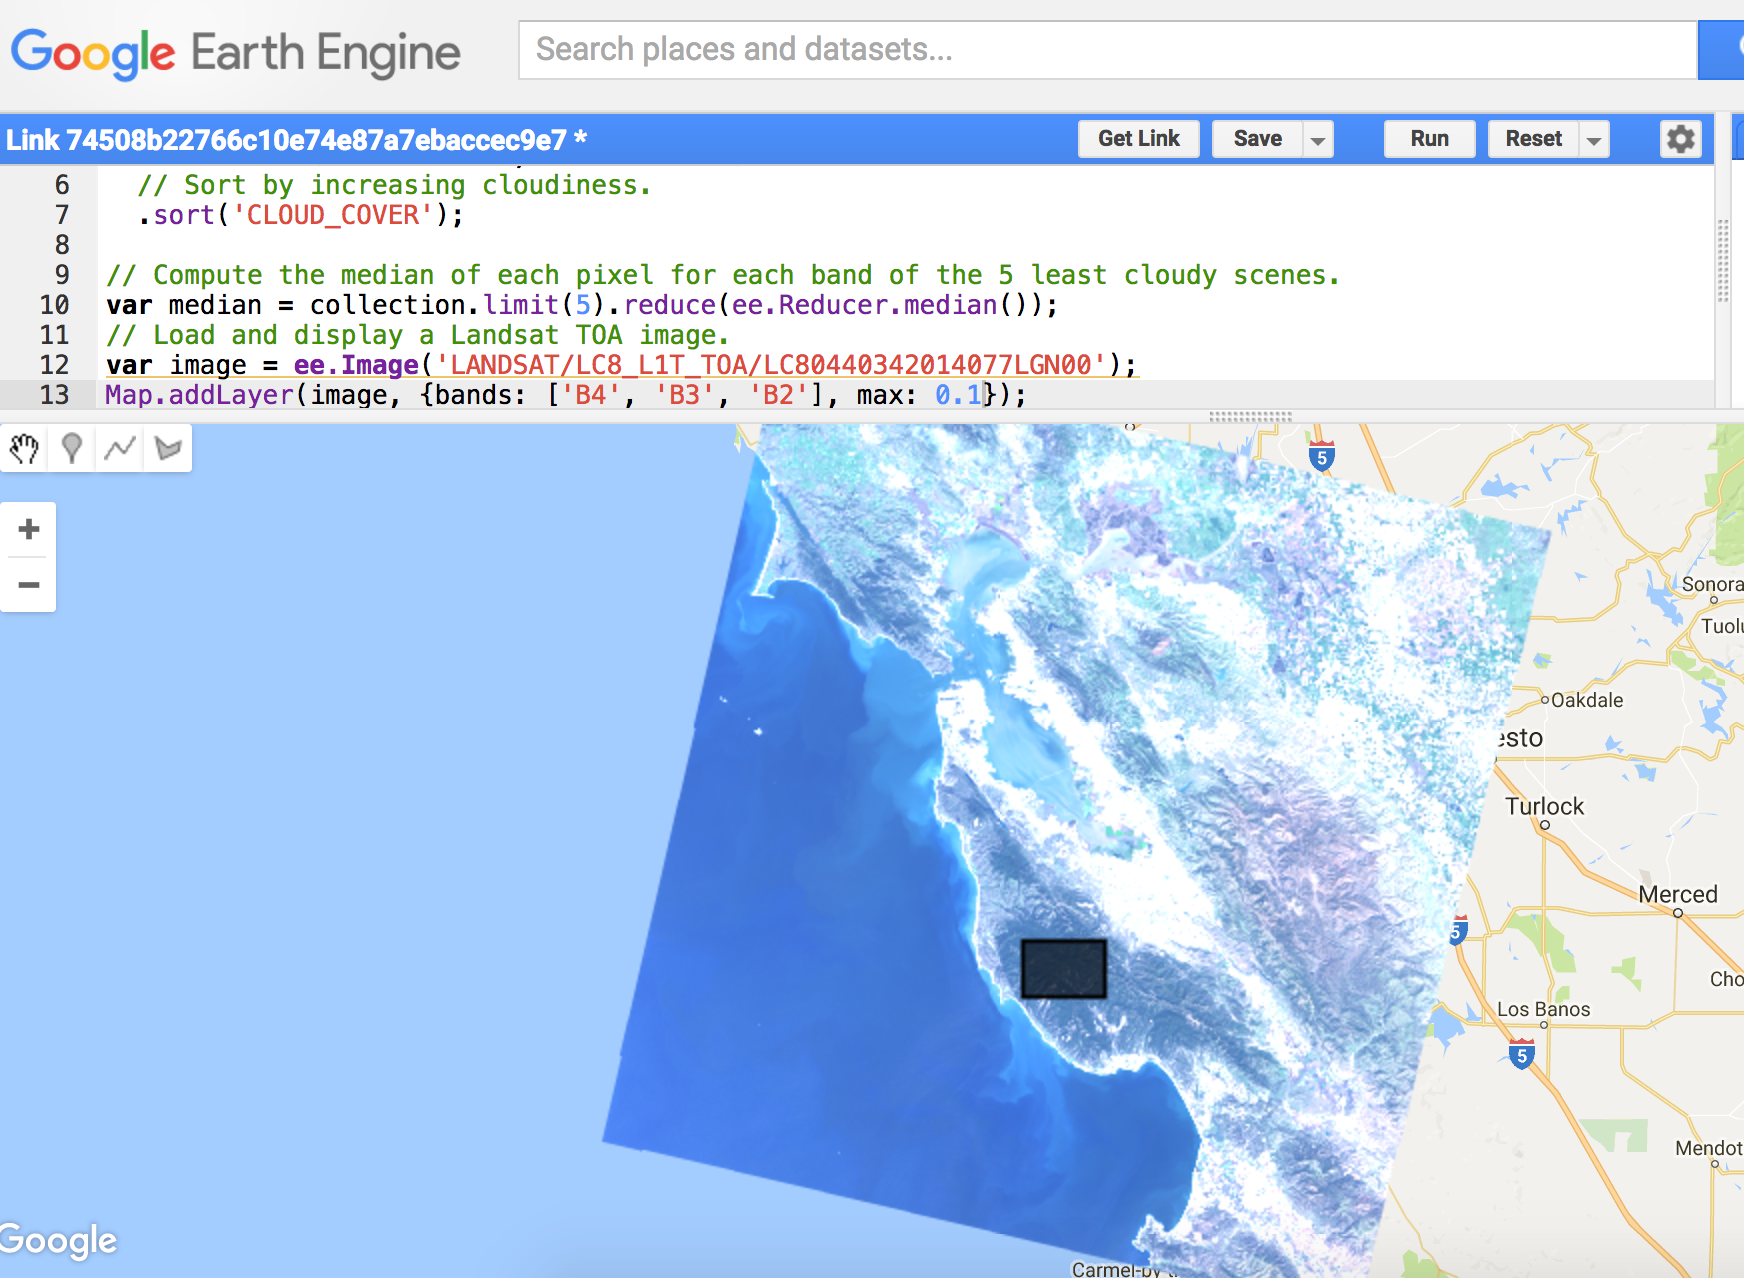 Google Earth Engine
Search places and datasets...
Link 74508b22766c10e74e87a7ebaccec9e7 *
Get Link
Save
Run
Reset
6 // Sort by increasing cloudiness.
7 .sort('CLOUD_COVER');
8
9 // Compute the median of each pixel for each band of the 5 least cloudy scenes.
10 var median = collection.limit(5).reduce(ee.Reducer.median());
11 // Load and display a Landsat TOA image.
12 var image = ee.Image('LANDSAT/LC8_L1T_TOA/LC80440342014077LGN00');
13 Map.addLayer(image, {bands: ['B4', 'B3', 'B2'], max: 0.1});
5
+
−
Sonora
Tuolu
Oakdale
esto
Turlock
Merced
5
Cho
Los Banos
5
Mendot
Google
Carmel-by